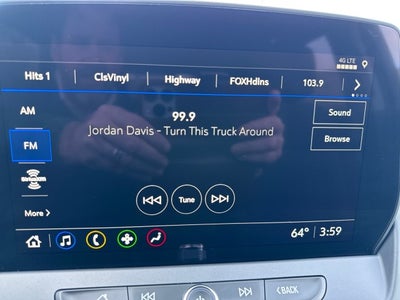 4G LTE
Hits 1 ClsVinyl Highway FOXHdlns 103.9
AM
99.9
Sound
Jordan Davis - Turn This Truck Around
Browse
FM
SiriusXM
Tune
More >
64° 3:59
BACK